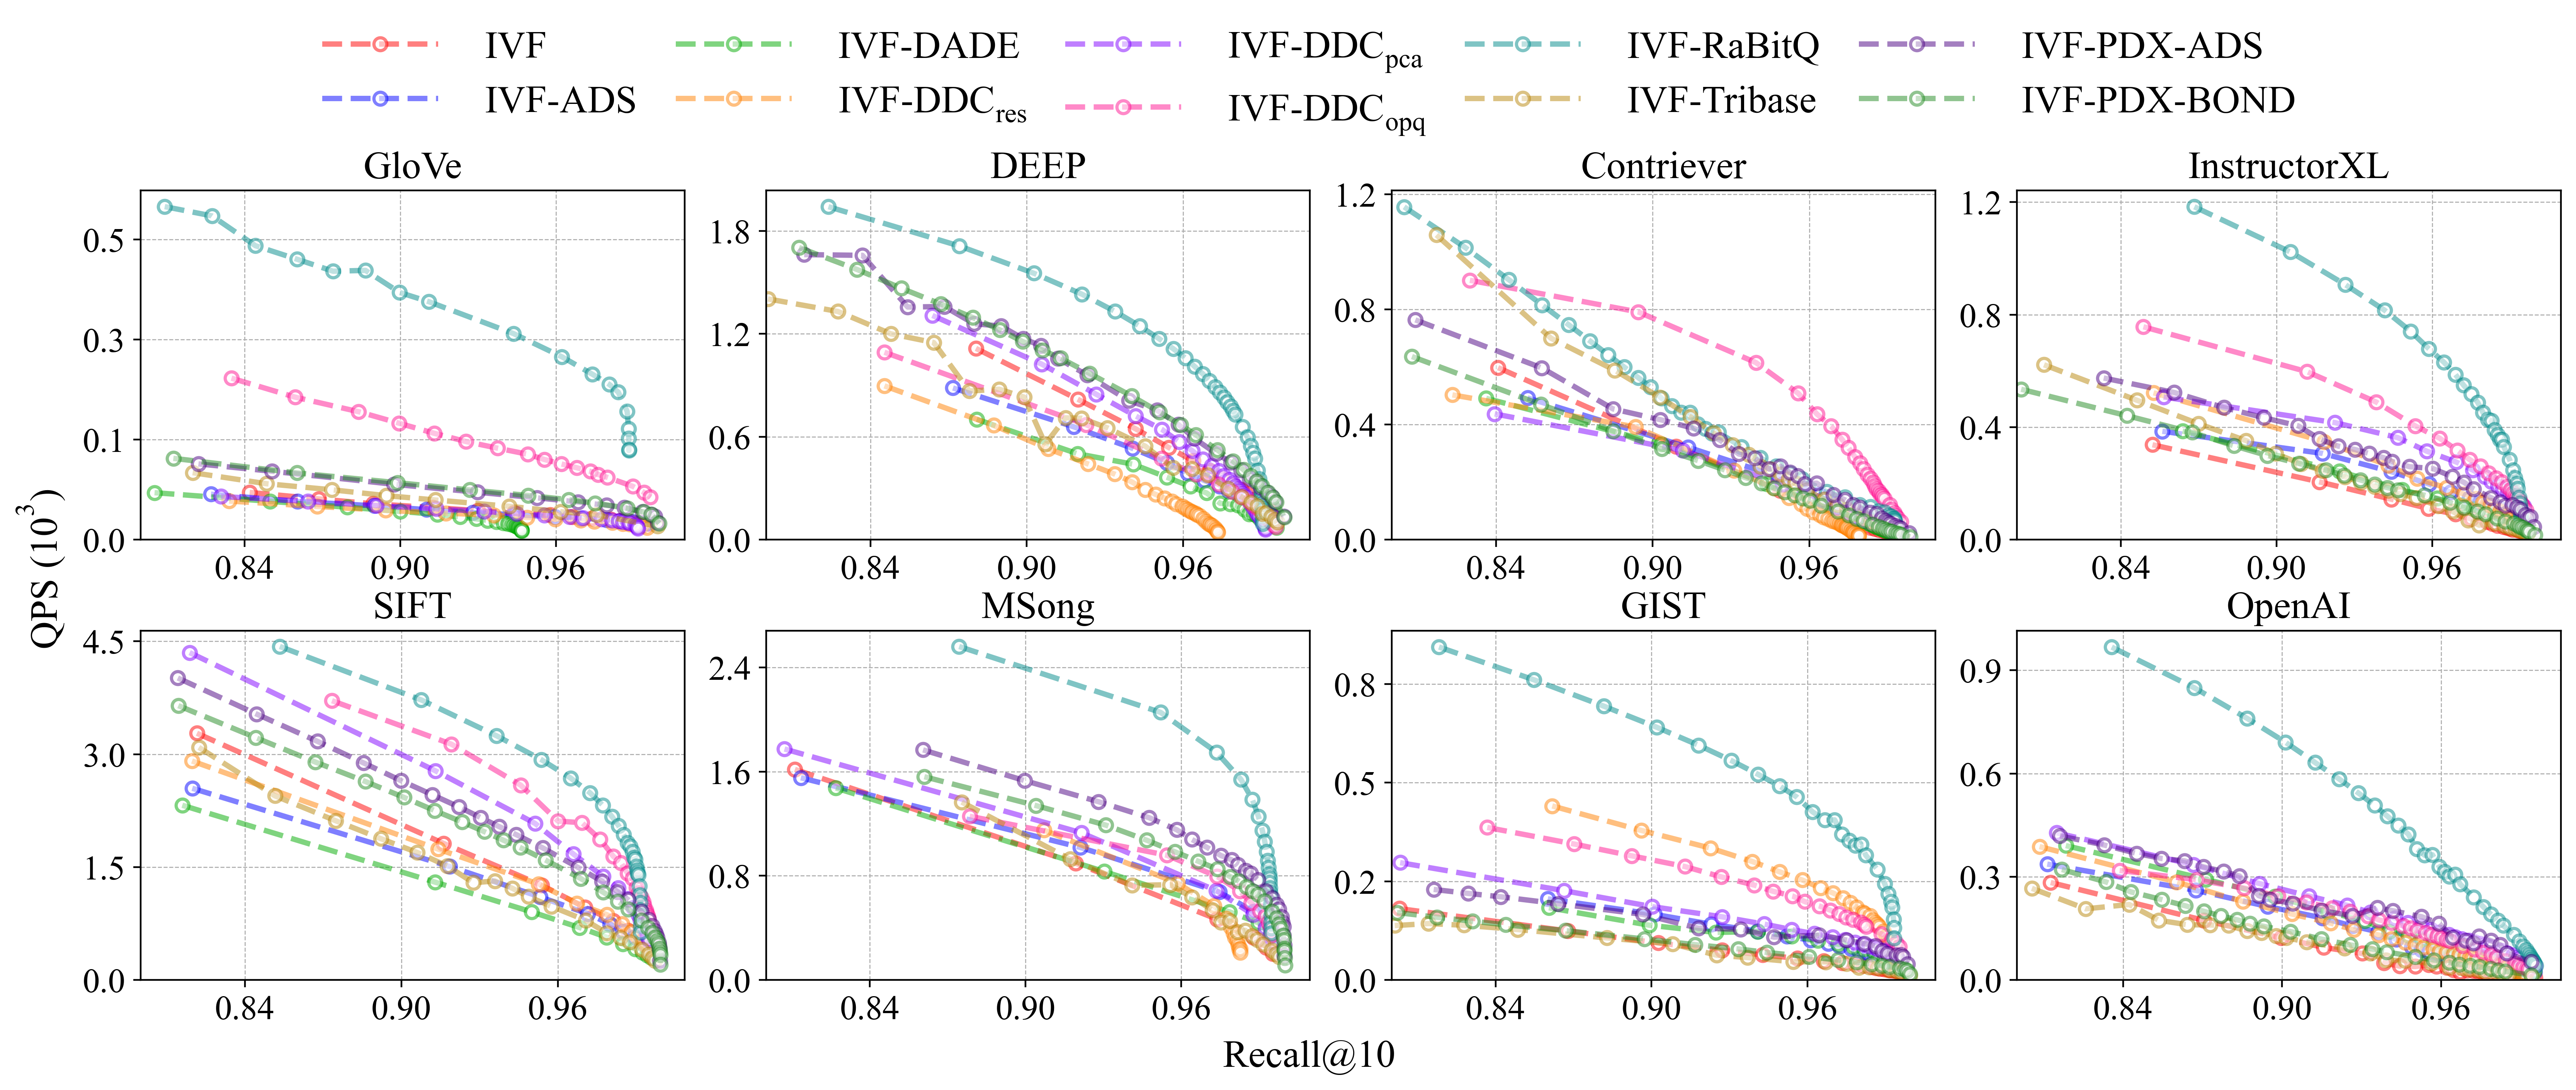 IVF IVF-DADE IVF-DDCpca IVF-RaBitQ IVF-PDX-ADS
IVF-ADS IVF-DDCres IVF-DDCopq IVF-Tribase IVF-PDX-BOND
GloVe DEEP Contriever InstructorXL
0.5 1.8 1.2 1.2
0.3 1.2 0.8 0.8
0.1 0.6 0.4 0.4
0.0 0.0 0.0 0.0
0.84 0.90 0.96 0.84 0.90 0.96 0.84 0.90 0.96 0.84 0.90 0.96
QPS (10³)
SIFT MSong GIST OpenAI
4.5 2.4 0.8 0.9
3.0 1.6 0.5 0.6
1.5 0.8 0.2 0.3
0.0 0.0 0.0 0.0
0.84 0.90 0.96 0.84 0.90 0.96 0.84 0.90 0.96 0.84 0.90 0.96
Recall@10